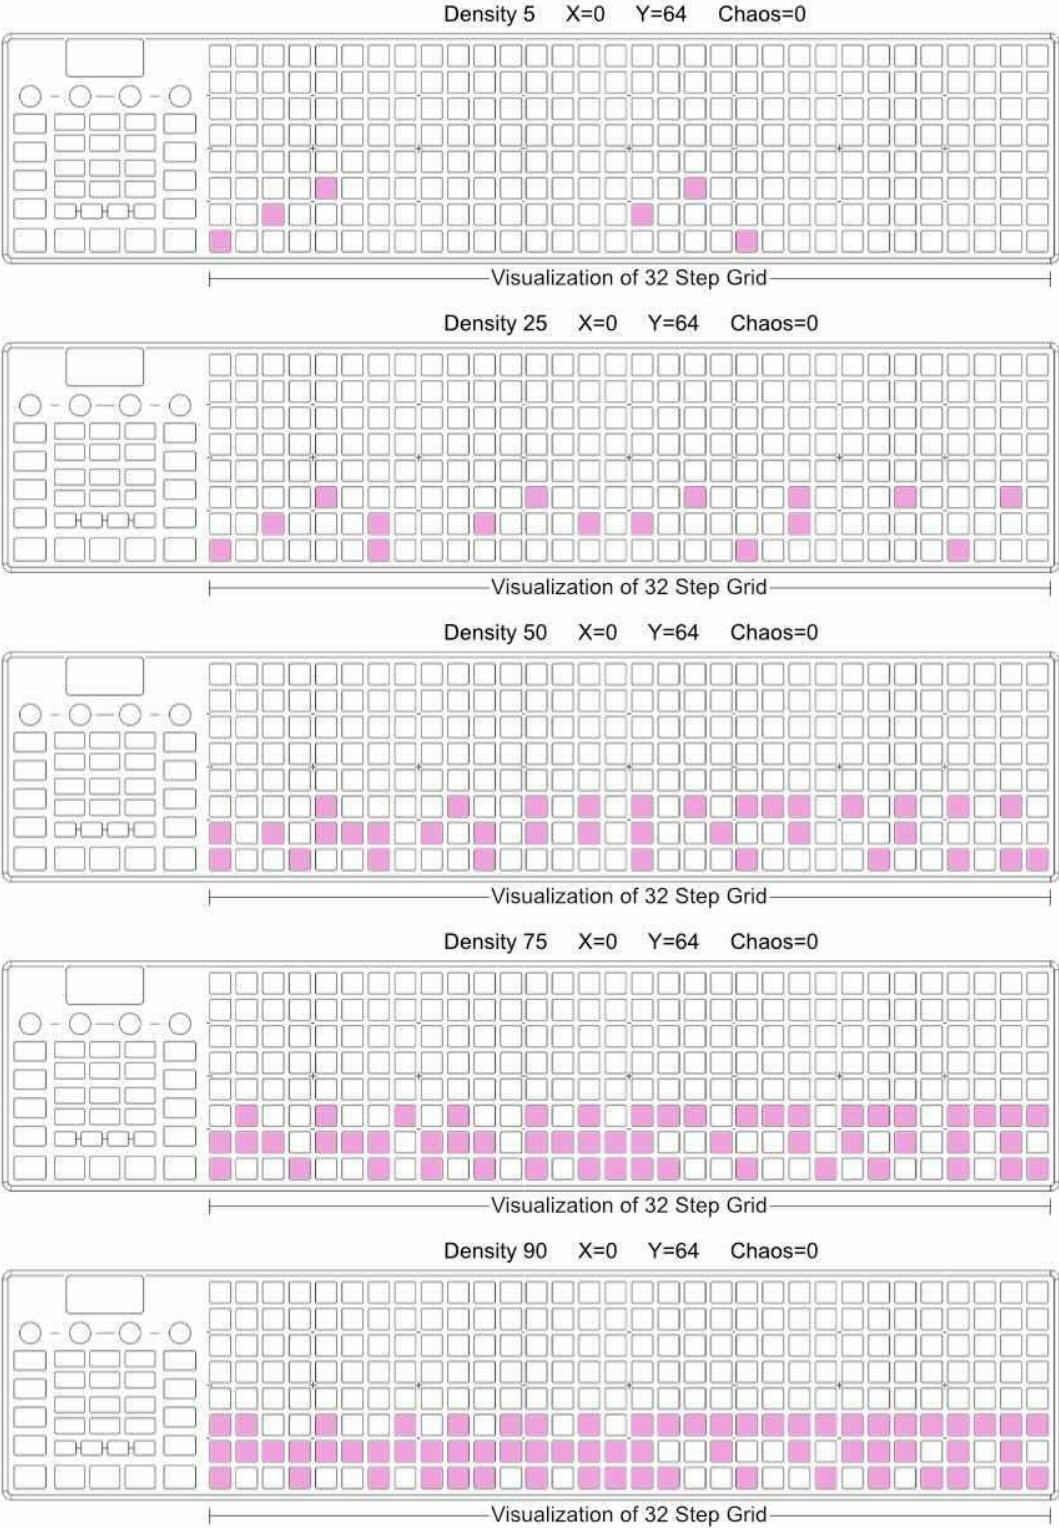 Density 5 X=0 Y=64 Chaos=0
Visualization of 32 Step Grid
Density 25 X=0 Y=64 Chaos=0
Visualization of 32 Step Grid
Density 50 X=0 Y=64 Chaos=0
Visualization of 32 Step Grid
Density 75 X=0 Y=64 Chaos=0
Visualization of 32 Step Grid
Density 90 X=0 Y=64 Chaos=0
Visualization of 32 Step Grid